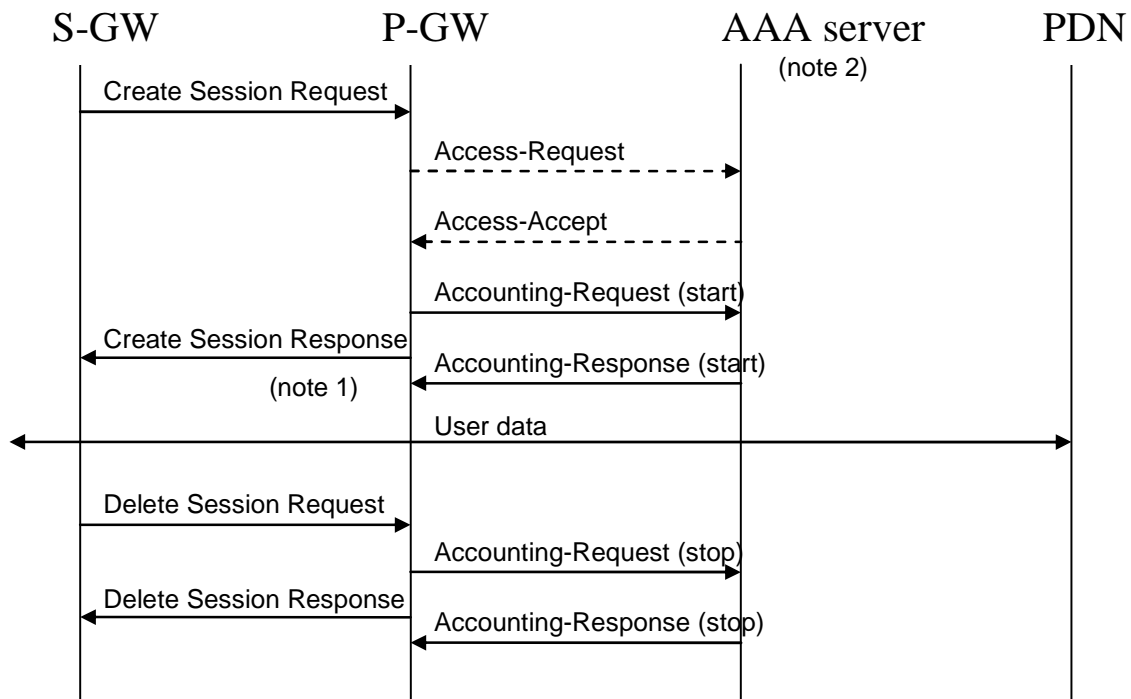 S-GW
P-GW
AAA server
PDN
(note 2)
Create Session Request
Access-Request
Access-Accept
Accounting-Request (start)
Create Session Response
Accounting-Response (start)
(note 1)
User data
Delete Session Request
Accounting-Request (stop)
Delete Session Response
Accounting-Response (stop)